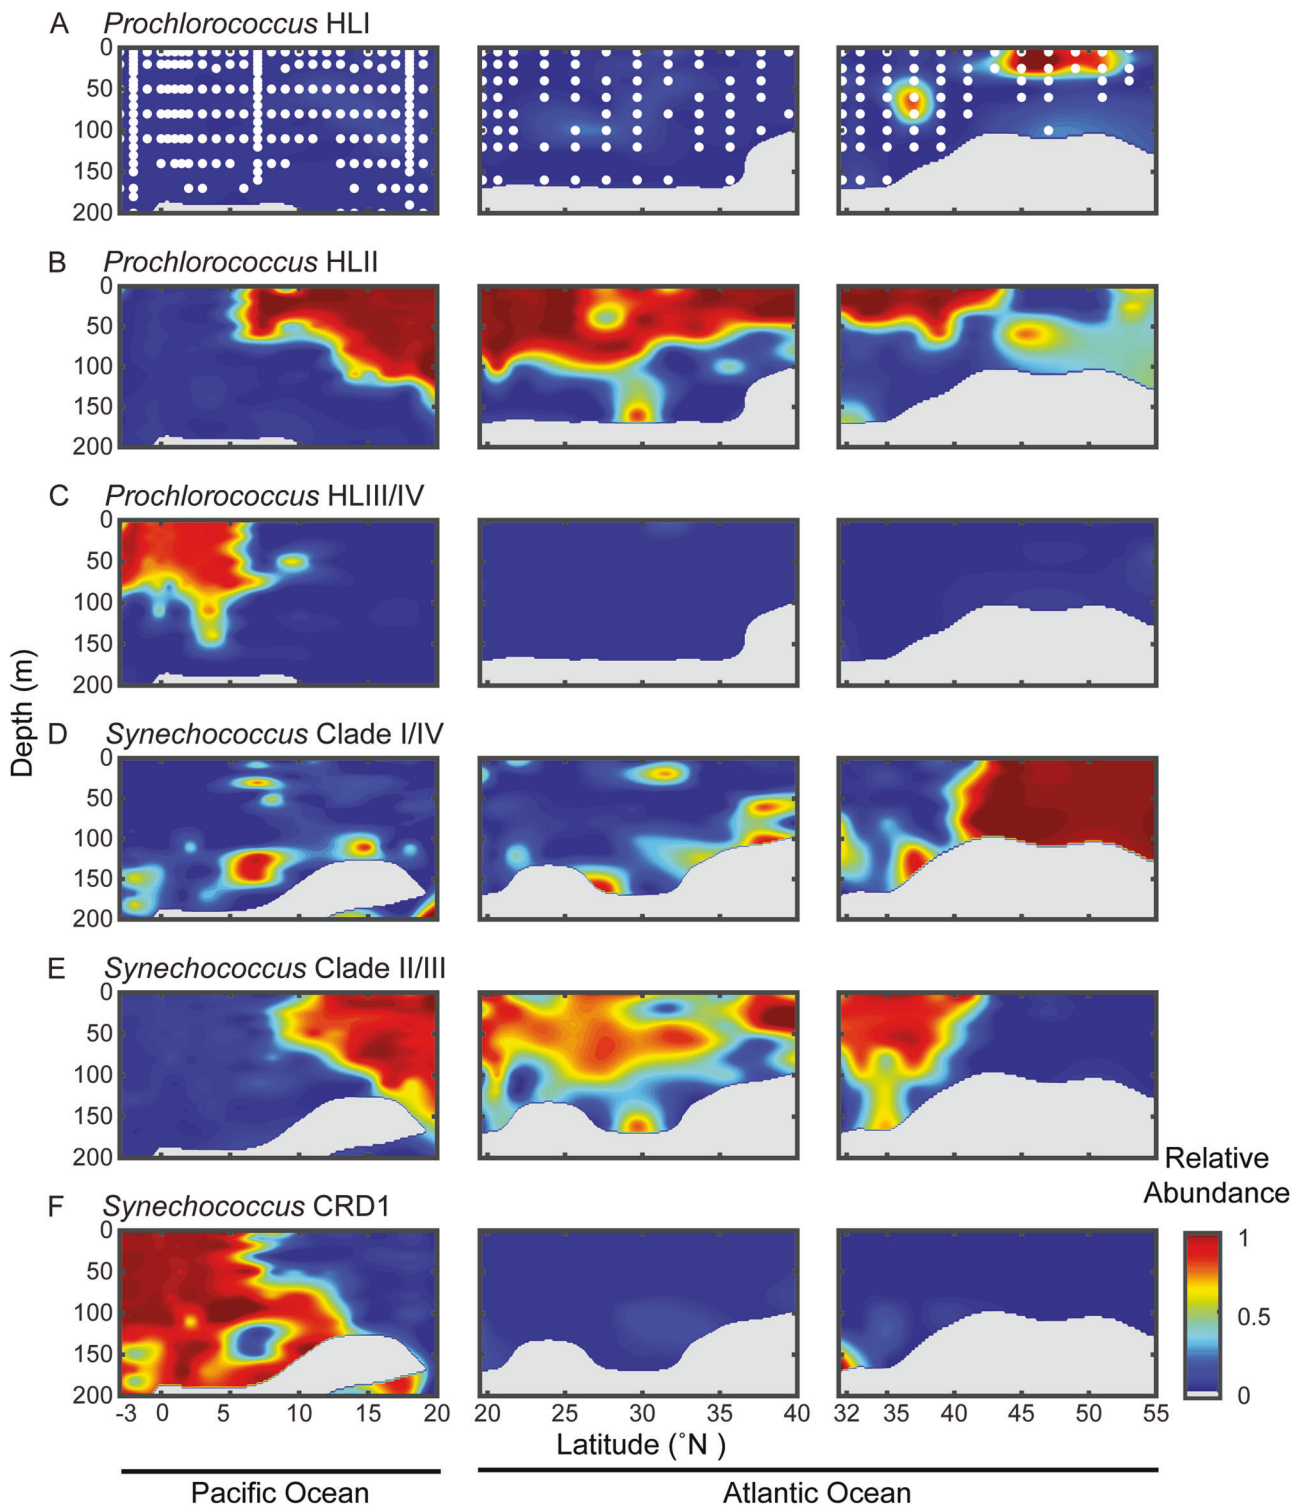 A Prochlorococcus HLI
0
50
100
150
200
B Prochlorococcus HLII
0
50
100
150
200
C Prochlorococcus HLIII/IV
0
50
100
150
200
D Synechococcus Clade I/IV
0
50
100
150
200
E Synechococcus Clade II/III
0
50
100
150
200
F Synechococcus CRD1
0
50
100
150
200
Depth (m)
-3 0 5 10 15 20 20 25 30 35 40 32 35 40 45 50 55
Latitude (˚N )
Pacific Ocean Atlantic Ocean
Relative
Abundance
1
0.5
0